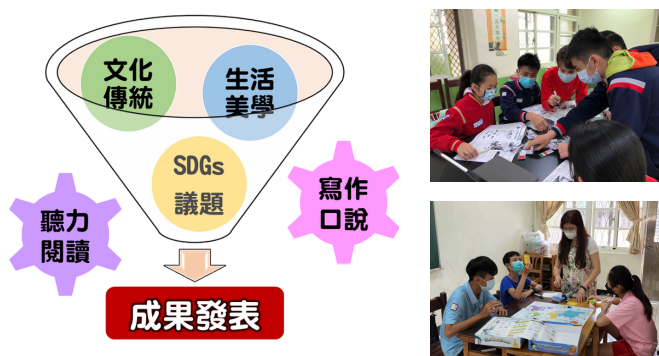 文化
傳統
生活
美學
SDGs
議題
聽力
閱讀
寫作
口說
成果發表